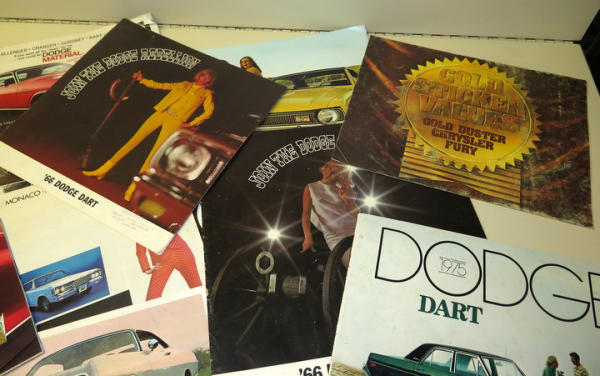 ALLENGER • CHARGER • CORONET • DART
DODGE
MATERIAL
JOIN THE DODGE REBELLION
'66 DODGE DART
MONACO
JOIN THE DODGE
'66
GOLD
STICKER
VALUES
GOLD DUSTER
CHRYSLER
FURY
DODGE
1975
DART